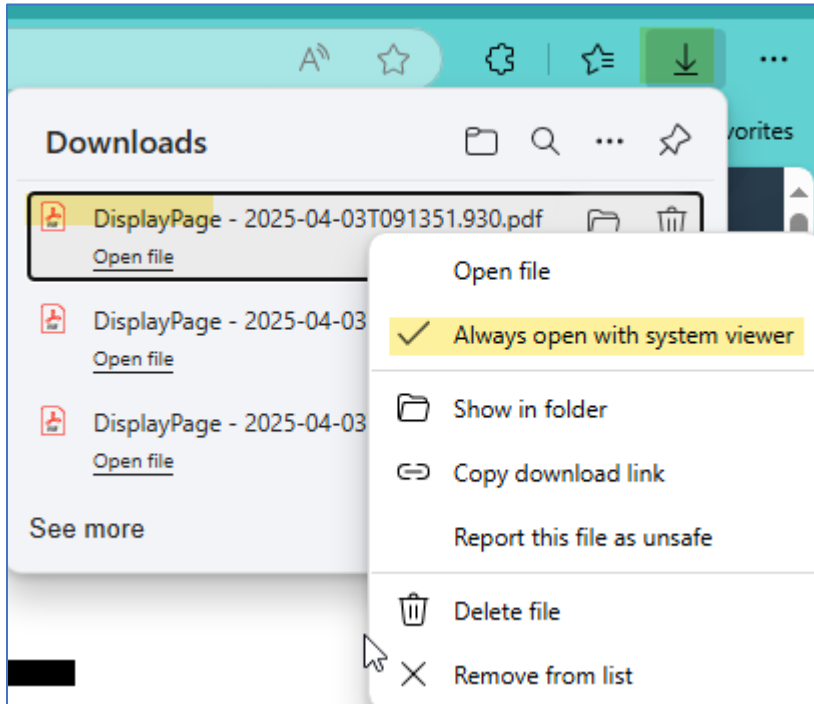 vorites
Downloads
DisplayPage - 2025-04-03T091351.930.pdf
Open file
DisplayPage - 2025-04-03
Open file
DisplayPage - 2025-04-03
Open file
See more
Open file
Always open with system viewer
Show in folder
Copy download link
Report this file as unsafe
Delete file
Remove from list